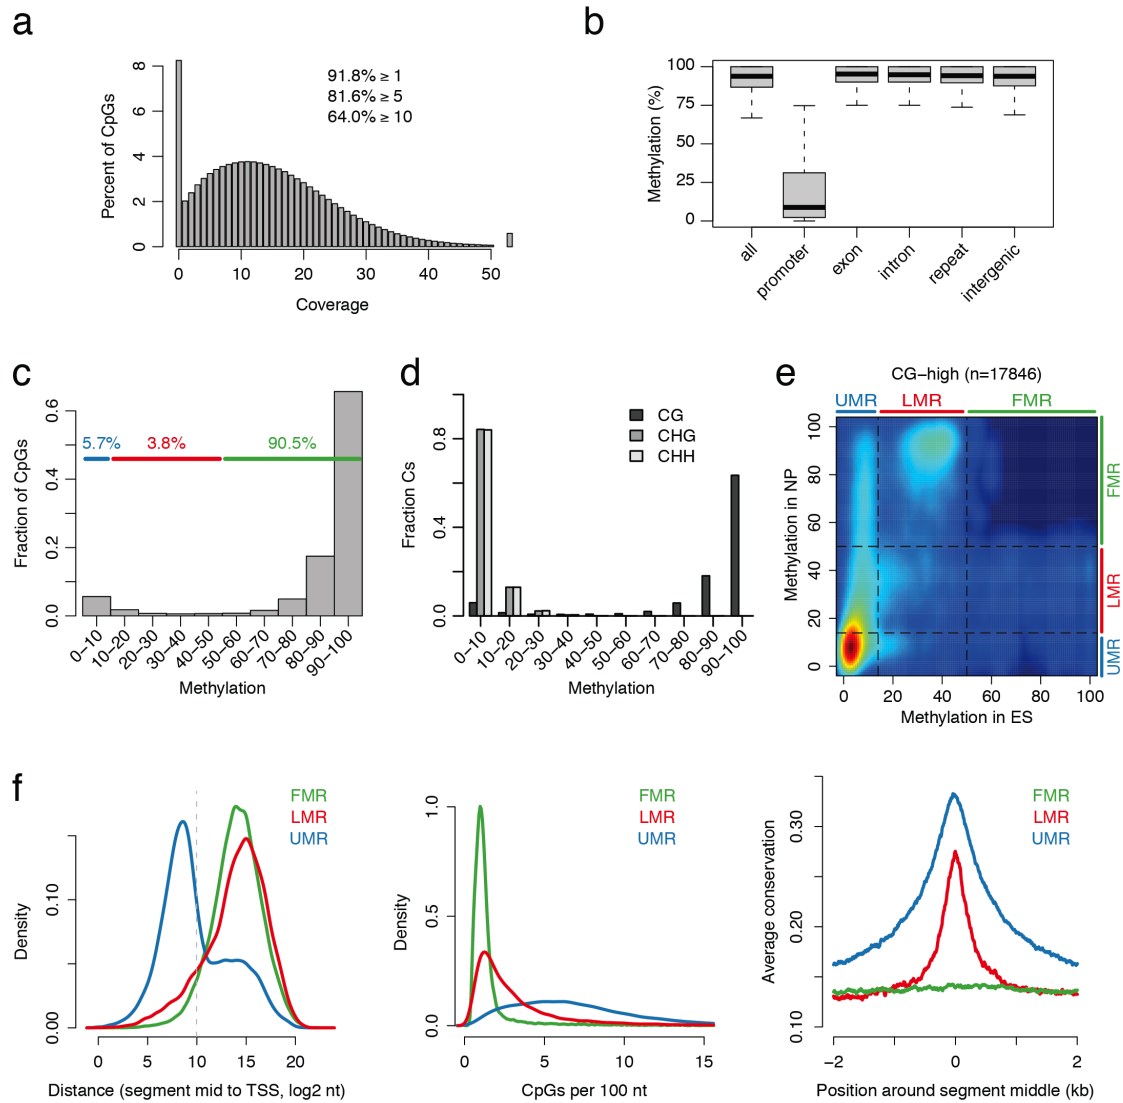 a
Percent of CpGs
8
6
4
2
0
91.8% ≥ 1
81.6% ≥ 5
64.0% ≥ 10
0 10 20 30 40 50
Coverage
b
Methylation (%)
100
75
50
25
0
all
promoter
exon
intron
repeat
intergenic
c
Fraction of CpGs
0.6
0.4
0.2
0.0
5.7% 3.8% 90.5%
0−10
10−20
20−30
30−40
40−50
50−60
60−70
70−80
80−90
90−100
Methylation
d
Fraction Cs
0.8
0.4
0.0
CG
CHG
CHH
0−10
10−20
20−30
30−40
40−50
50−60
60−70
70−80
80−90
90−100
Methylation
e
CG−high (n=17846)
UMR LMR FMR
Methylation in NP
100
80
60
40
20
0
FMR
LMR
UMR
0 20 40 60 80 100
Methylation in ES
f
Density
0.10
0.00
FMR
LMR
UMR
0 5 10 15 20
Distance (segment mid to TSS, log2 nt)
Density
1.0
0.5
0.0
FMR
LMR
UMR
0 5 10 15
CpGs per 100 nt
Average conservation
0.30
0.20
0.10
FMR
LMR
UMR
−2 0 2
Position around segment middle (kb)